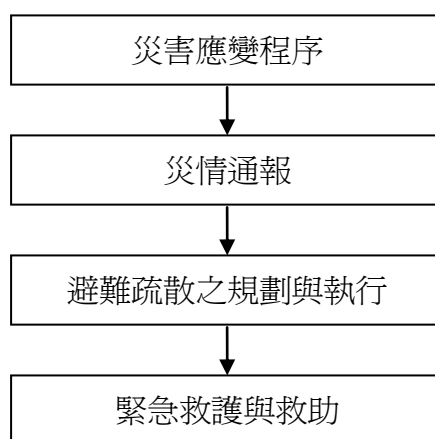 災害應變程序
災情通報
避難疏散之規劃與執行
緊急救護與救助